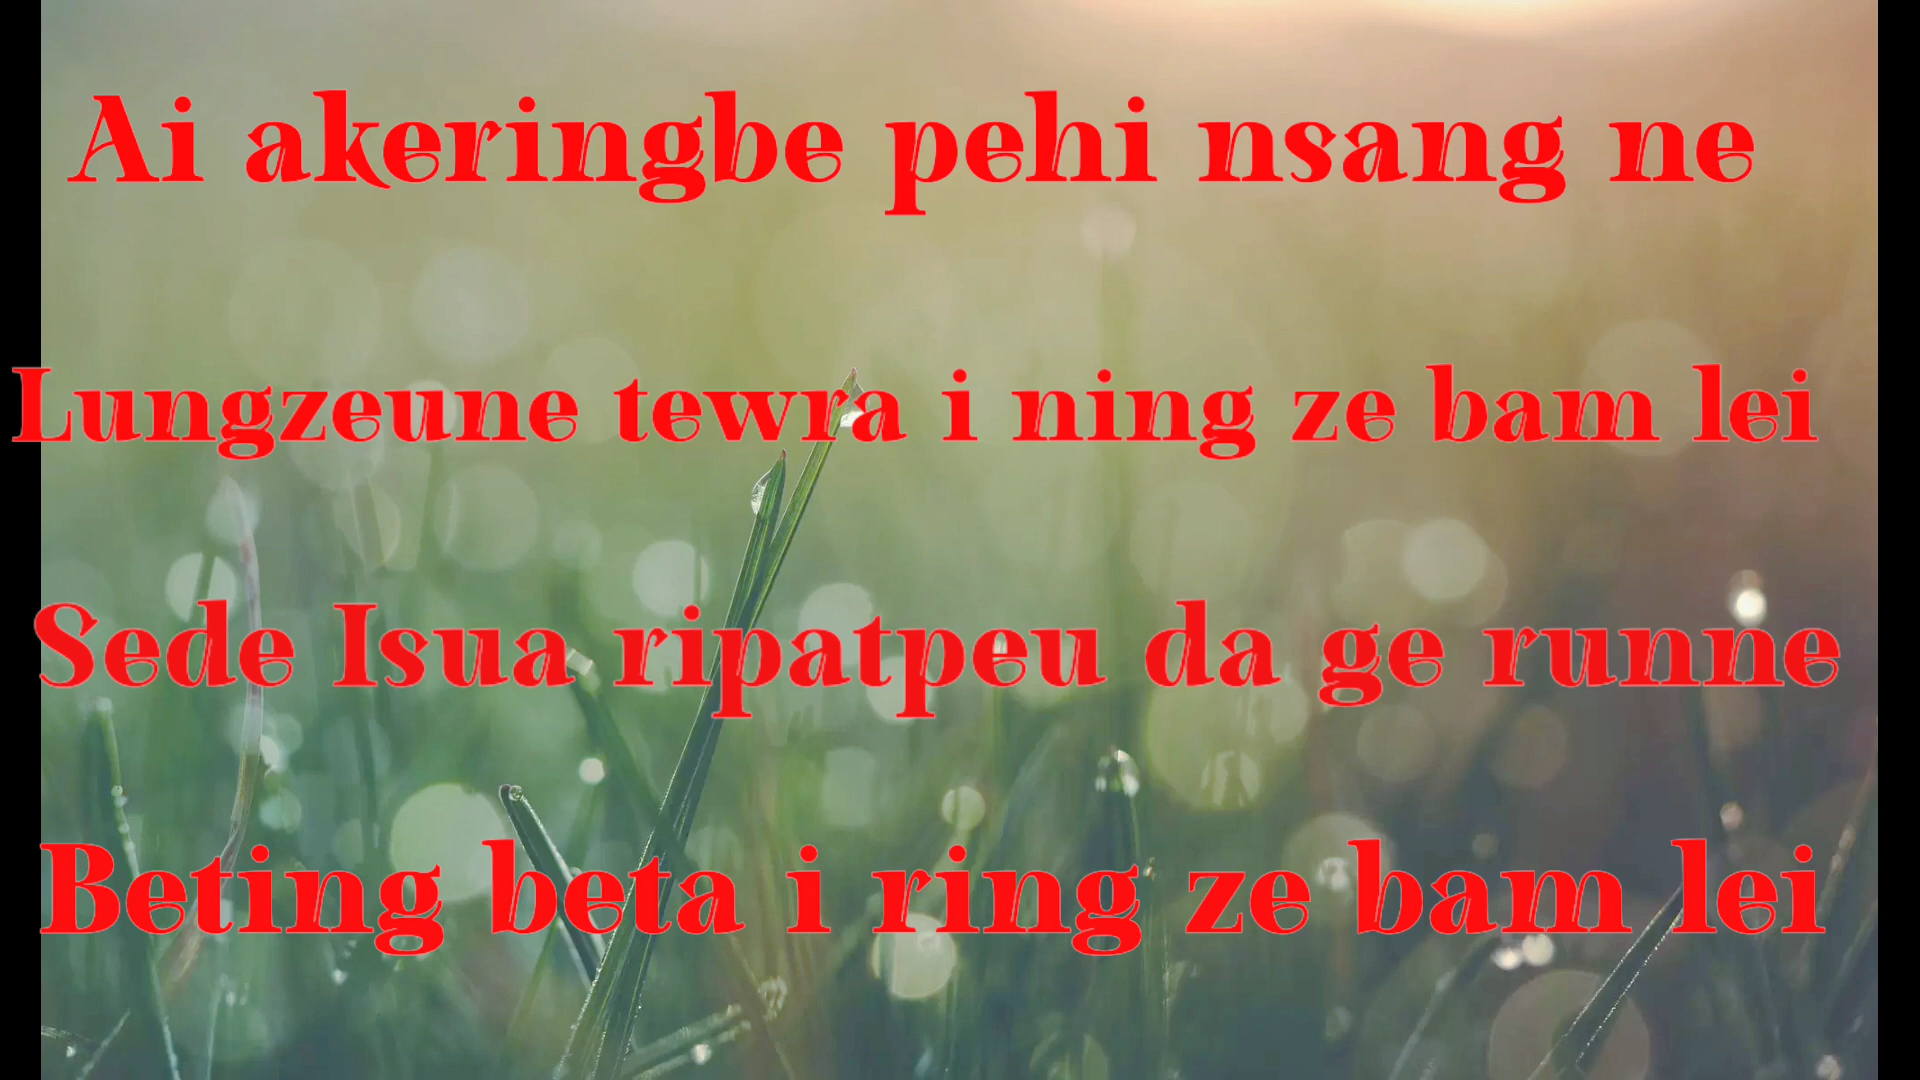 Ai akeringbe pehi nsang ne
Lungzeune tewra i ning ze bam lei
Sede Isua ripatpeu da ge runne
Beting beta i ring ze bam lei